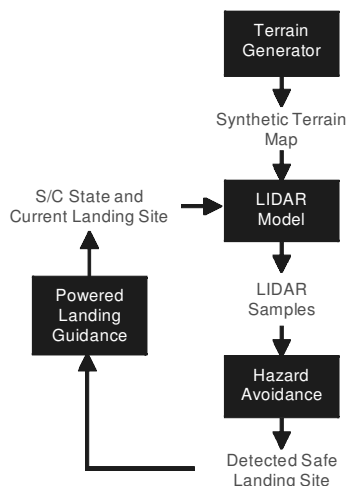 Terrain
Generator
Synthetic Terrain
Map
S/C State and
Current Landing Site
LIDAR
Model
Powered
Landing
Guidance
LIDAR
Samples
Hazard
Avoidance
Detected Safe
Landing Site